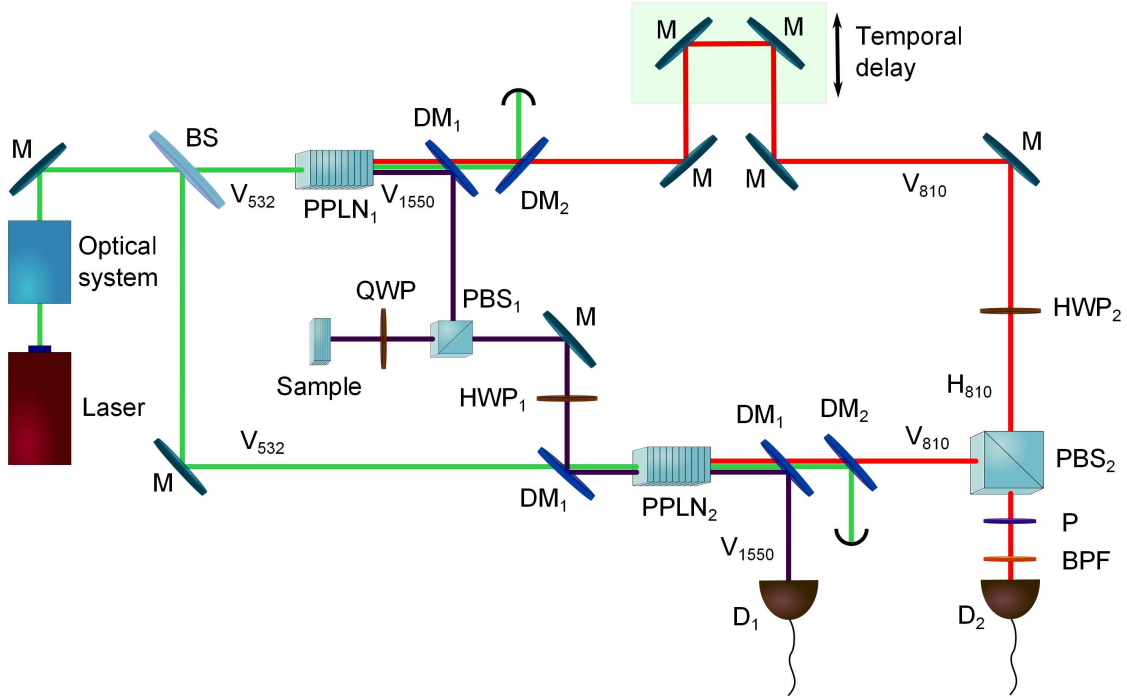 M
M
Temporal
delay
M
BS
DM₁
M
V₅₃₂
PPLN₁
V₁₅₅₀
DM₂
M
M
V₈₁₀
Optical
system
QWP
PBS₁
M
HWP₂
Sample
Laser
HWP₁
H₈₁₀
V₅₃₂
DM₁
DM₂
V₈₁₀
PBS₂
M
DM₁
PPLN₂
P
V₁₅₅₀
BPF
D₁
D₂